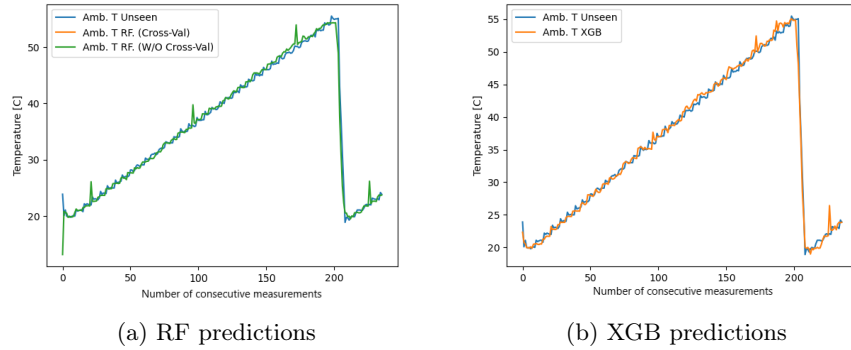 Amb. T Unseen
Amb. T RF. (Cross-Val)
Amb. T RF. (W/O Cross-Val)
50
40
30
20
Temperature [C]
0
50
100
150
200
Number of consecutive measurements
(a) RF predictions
Amb. T Unseen
Amb. T XGB
55
50
45
40
35
30
25
20
Temperature [C]
0
50
100
150
200
Number of consecutive measurements
(b) XGB predictions